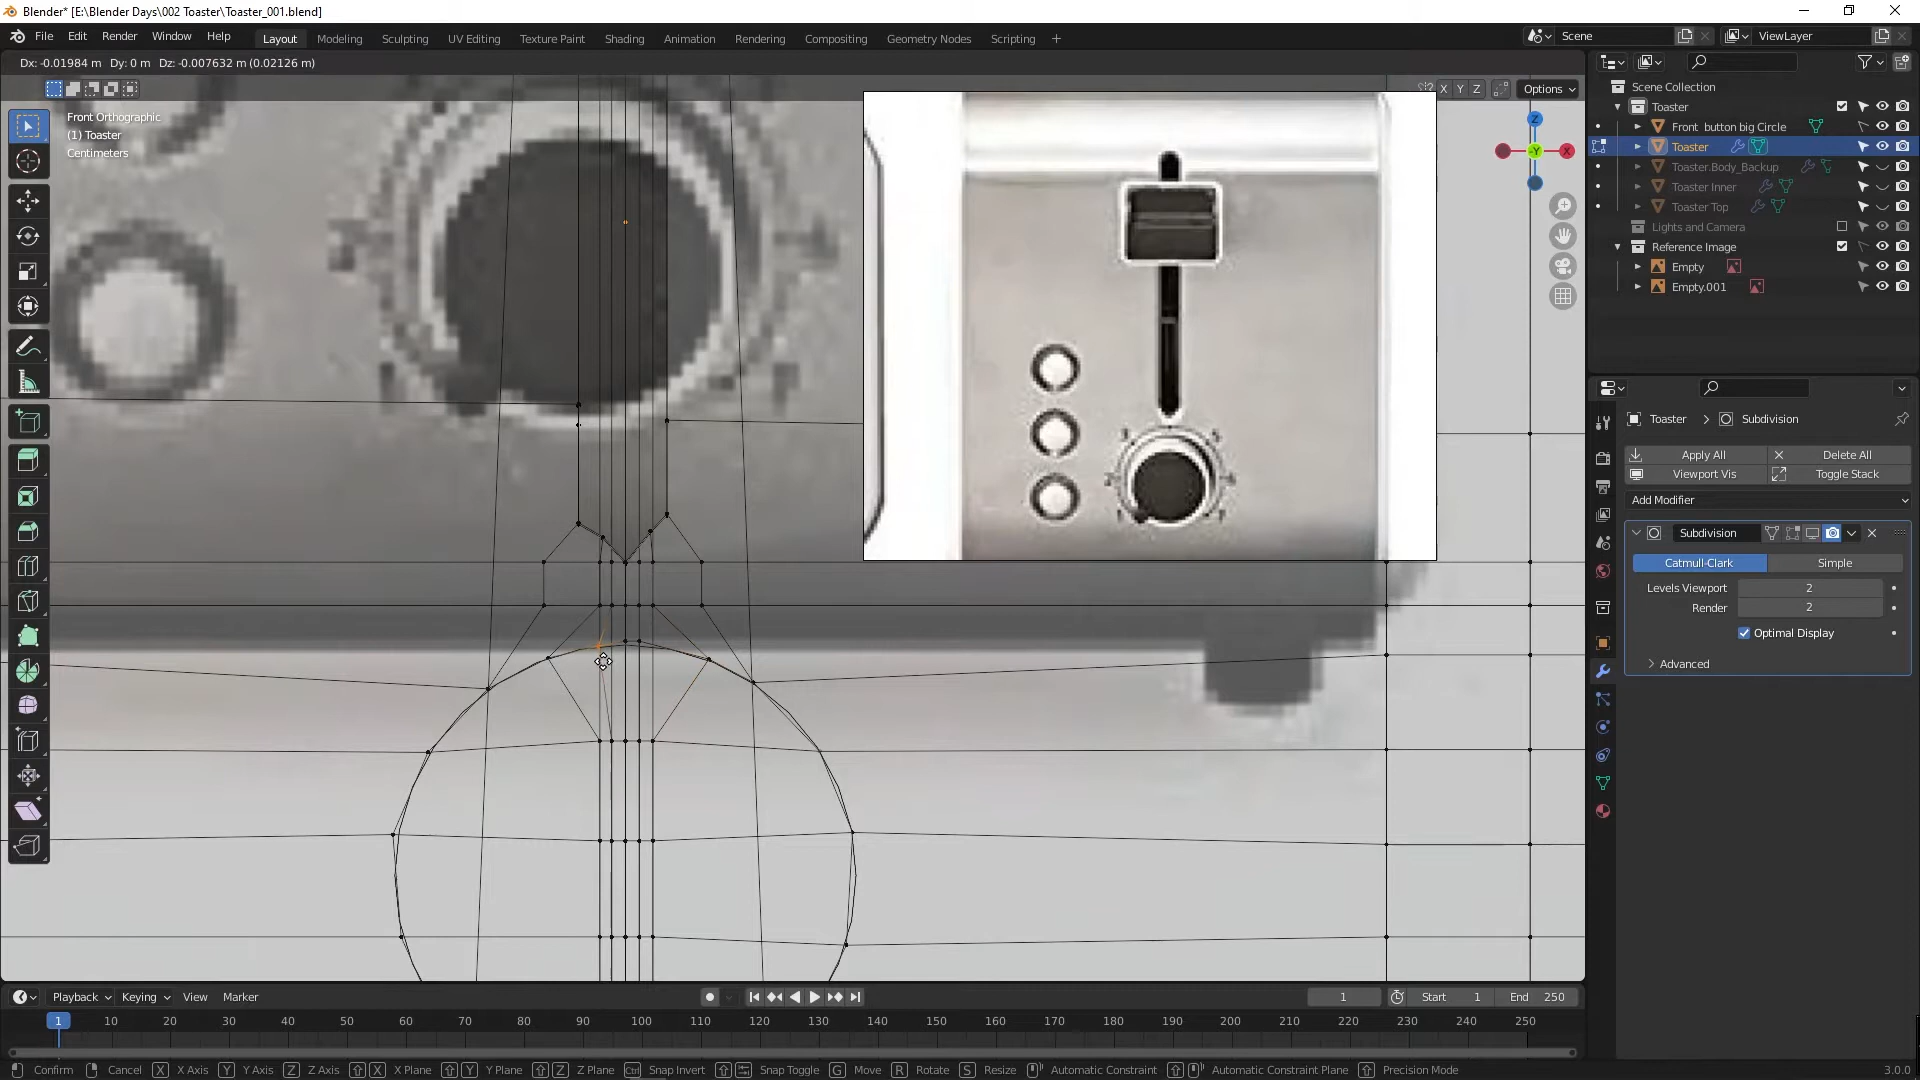 Blender* [E:\Blender Days\002 Toaster\Toaster_001.blend]
File Edit Render Window Help Layout Modeling Sculpting UV Editing Texture Paint Shading Animation Rendering Compositing Geometry Nodes Scripting + Scene ViewLayer
Dx: -0.01984 m Dy: 0 m Dz: -0.007632 m (0.02126 m)
X Y Z Options
Front Orthographic
(1) Toaster
Centimeters
Z
-Y
X
Scene Collection
Toaster
Front button big Circle
Toaster
Toaster.Body_Backup
Toaster Inner
Toaster Top
Lights and Camera
Reference Image
Empty
Empty.001
Toaster > Subdivision
Apply All Delete All
Viewport Vis Toggle Stack
Add Modifier
Subdivision
Catmull-Clark Simple
Levels Viewport 2
Render 2
Optimal Display
Advanced
Playback Keying View Marker 1 Start 1 End 250
1 10 20 30 40 50 60 70 80 90 100 110 120 130 140 150 160 170 180 190 200 210 220 230 240 250
Confirm Cancel X X Axis Y Y Axis Z Z Axis X X Plane Y Y Plane Z Z Plane Ctrl Snap Invert Snap Toggle G Move R Rotate S Resize Automatic Constraint Automatic Constraint Plane Precision Mode 3.0.0